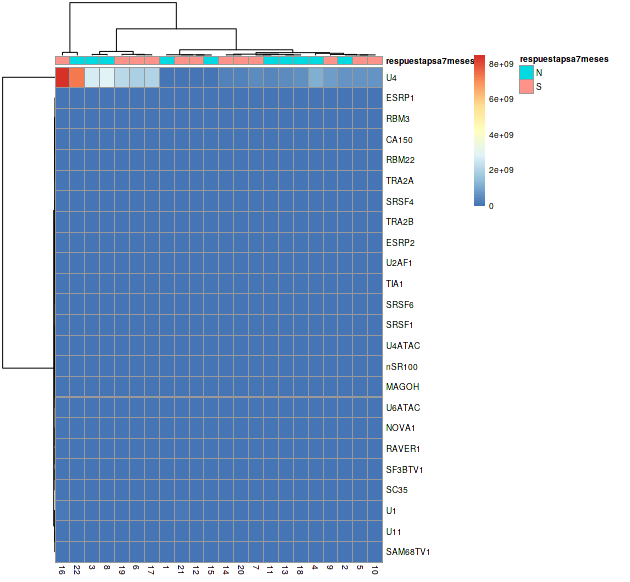 respuestapsa7meses
U4
ESRP1
RBM3
CA150
RBM22
TRA2A
SRSF4
TRA2B
ESRP2
U2AF1
TIA1
SRSF6
SRSF1
U4ATAC
nSR100
MAGOH
U6ATAC
NOVA1
RAVER1
SF3BTV1
SC35
U1
U11
SAM68TV1
16 22 3 8 19 6 17 1 21 12 15 14 20 7 11 13 18 4 9 2 5 10
8e+09
6e+09
4e+09
2e+09
0
respuestapsa7meses
N
S